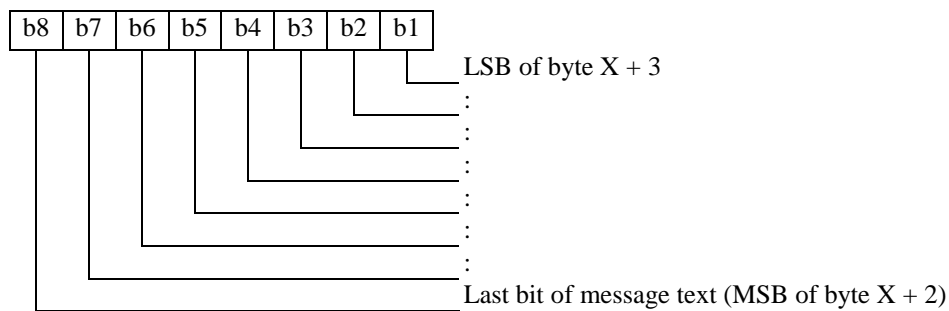 b8 b7 b6 b5 b4 b3 b2 b1
LSB of byte X + 3
:
:
:
:
:
:
Last bit of message text (MSB of byte X + 2)